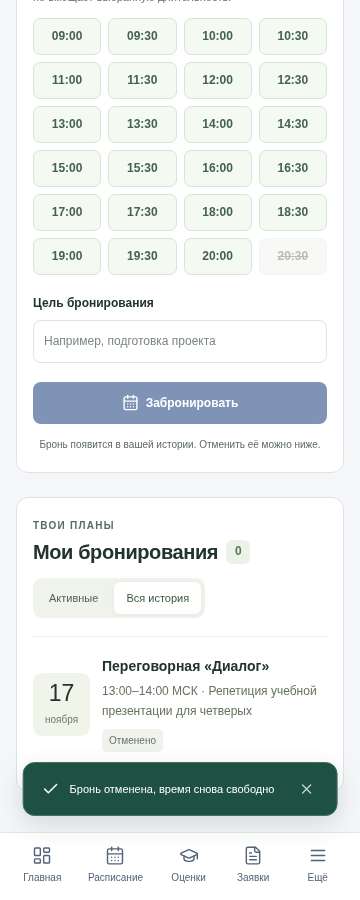 09:00 09:30 10:00 10:30
11:00 11:30 12:00 12:30
13:00 13:30 14:00 14:30
15:00 15:30 16:00 16:30
17:00 17:30 18:00 18:30
19:00 19:30 20:00 20:30
Цель бронирования
Например, подготовка проекта
Забронировать
Бронь появится в вашей истории. Отменить её можно ниже.
ТВОИ ПЛАНЫ
Мои бронирования 0
Активные Вся история
17
ноября
Переговорная «Диалог»
13:00–14:00 МСК · Репетиция учебной
презентации для четверых
Отменено
Бронь отменена, время снова свободно
Главная Расписание Оценки Заявки Ещё